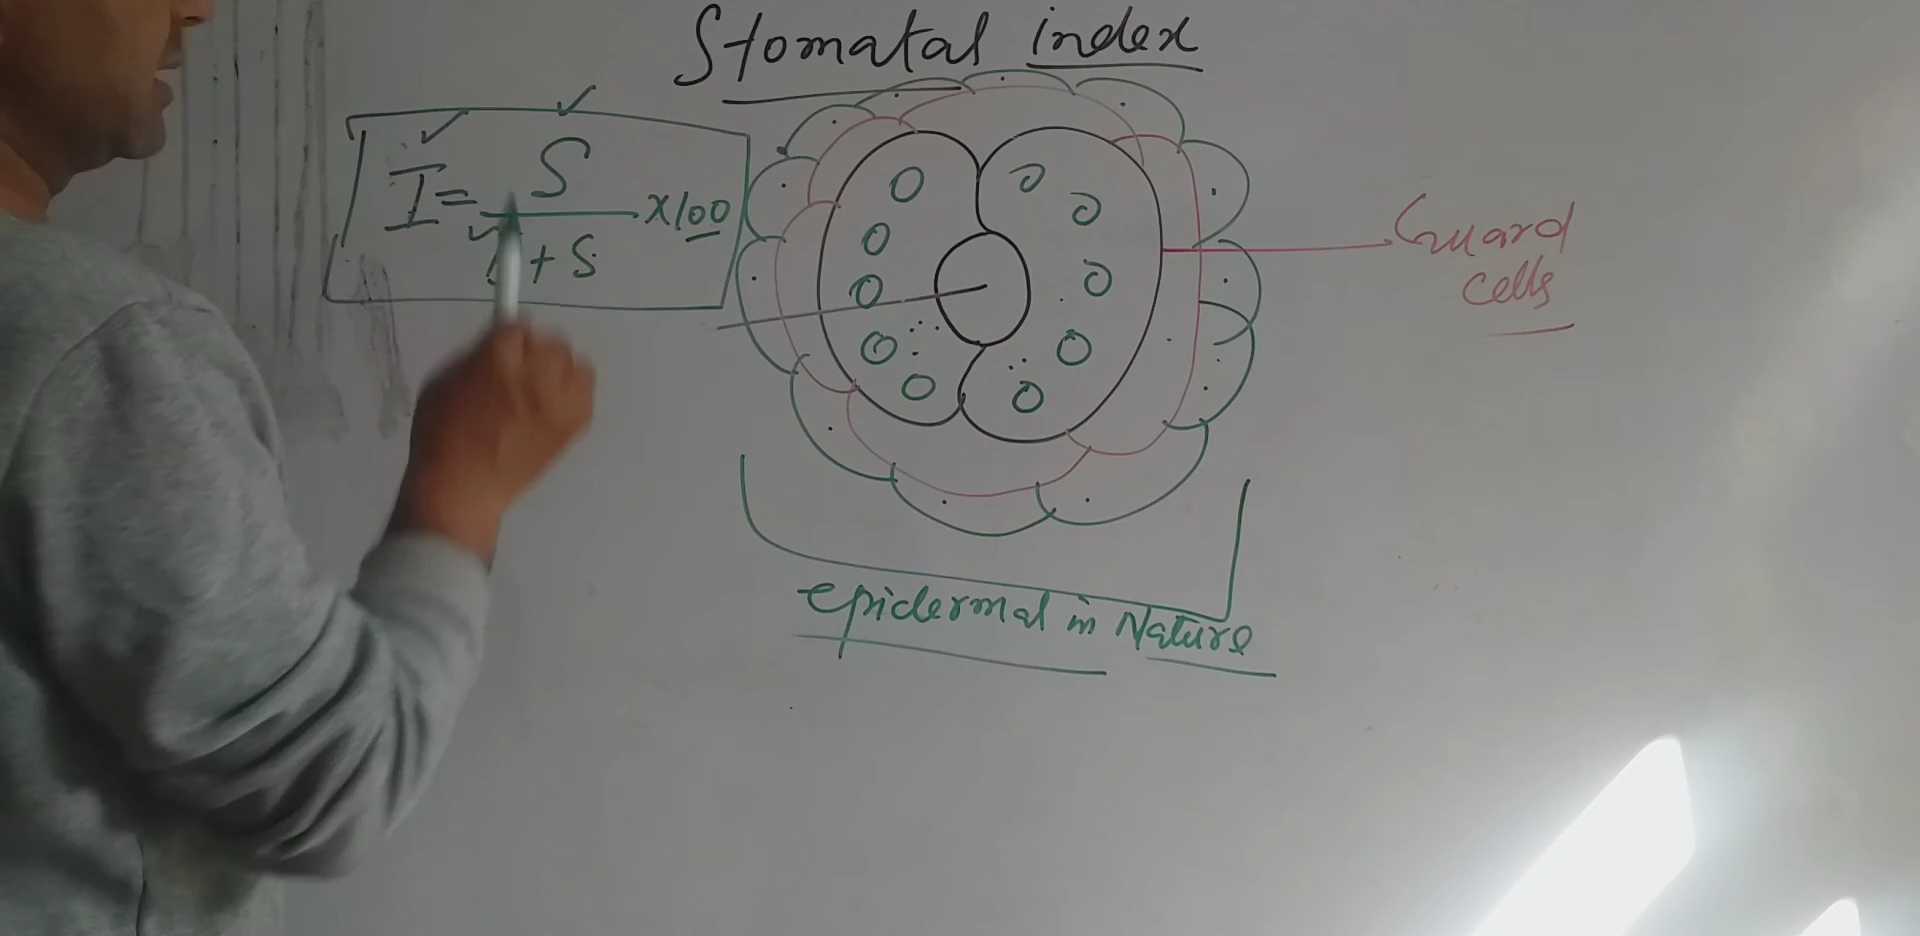 Stomatal index
I = S
+ S
x100
Guard
cells
epidermal in Nature